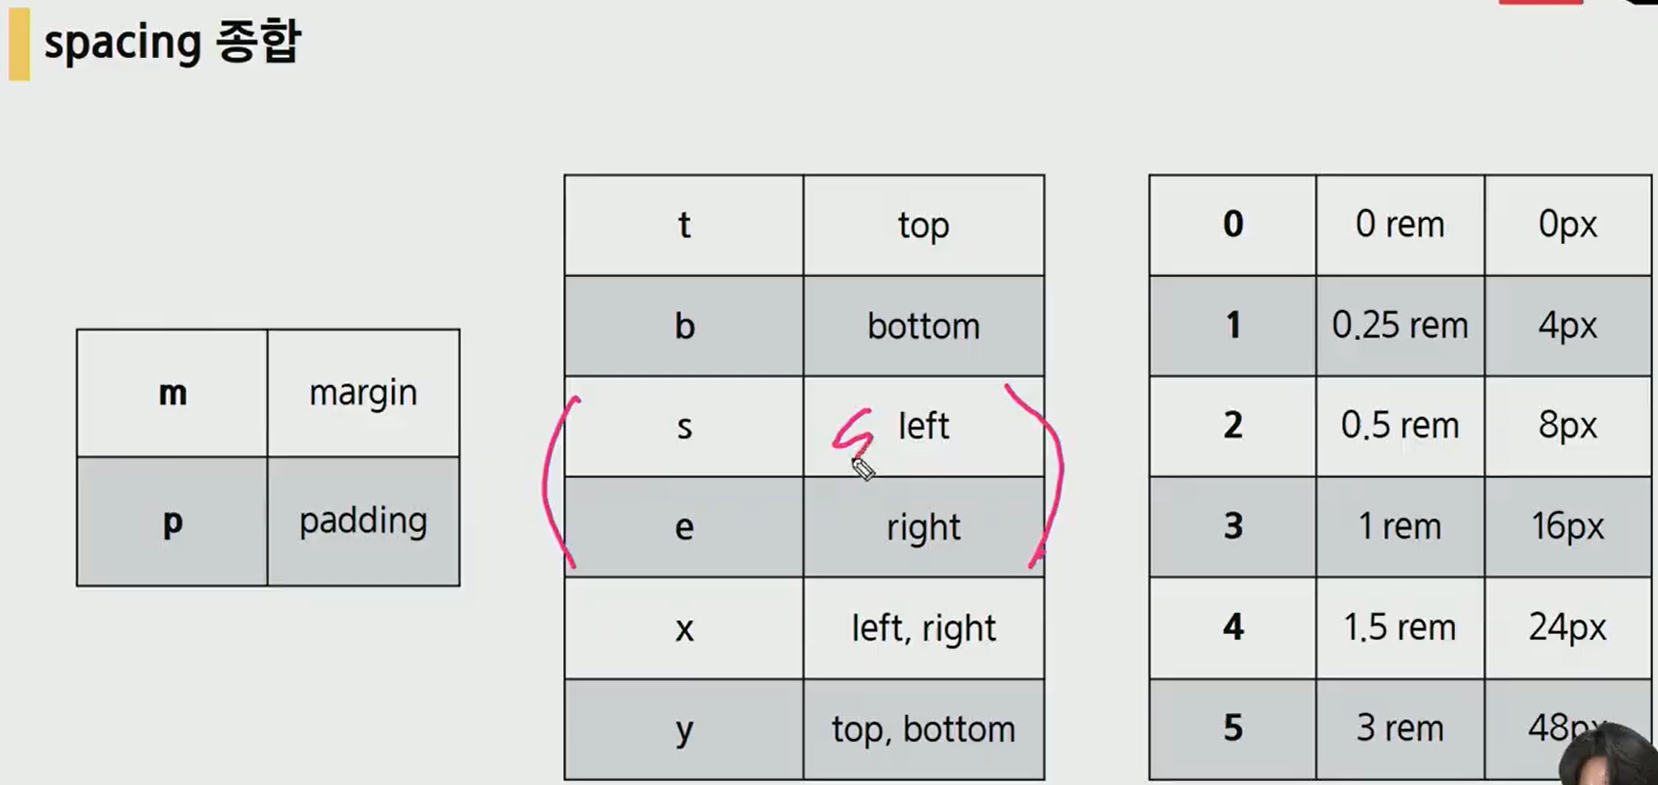 spacing 종합
m margin
p padding
t top
b bottom
s left
e right
x left, right
y top, bottom
0 0 rem 0px
1 0.25 rem 4px
2 0.5 rem 8px
3 1 rem 16px
4 1.5 rem 24px
5 3 rem 48px